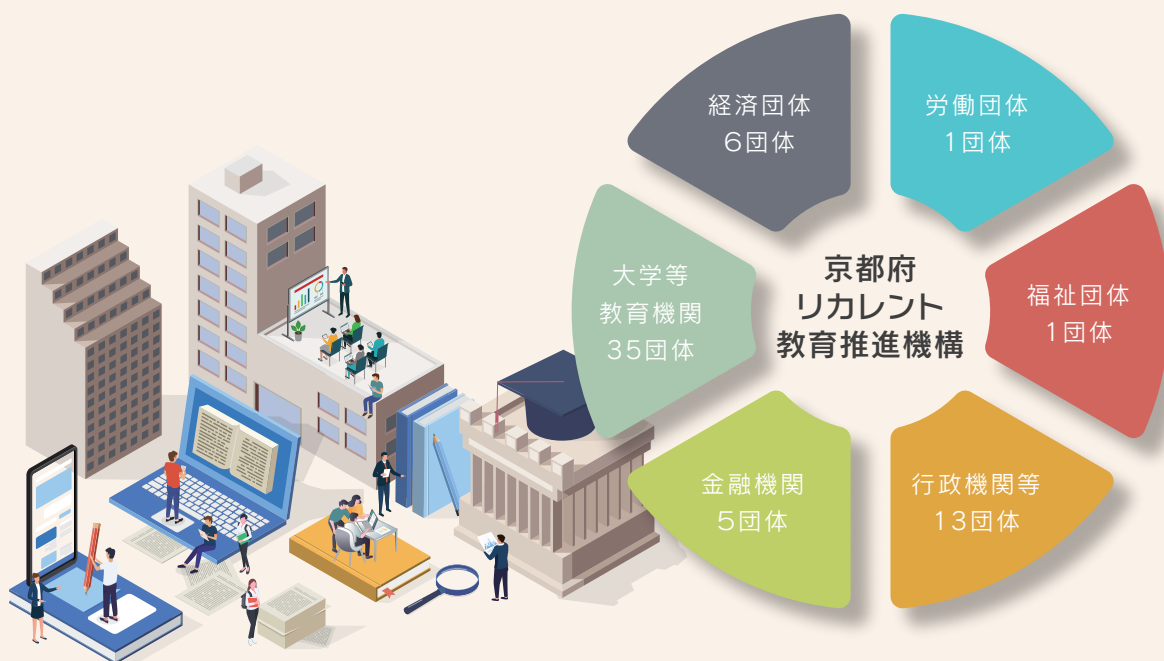 経済団体
6団体
労働団体
1団体
大学等
教育機関
35団体
京都府
リカレント
教育推進機構
福祉団体
1団体
金融機関
5団体
行政機関等
13団体